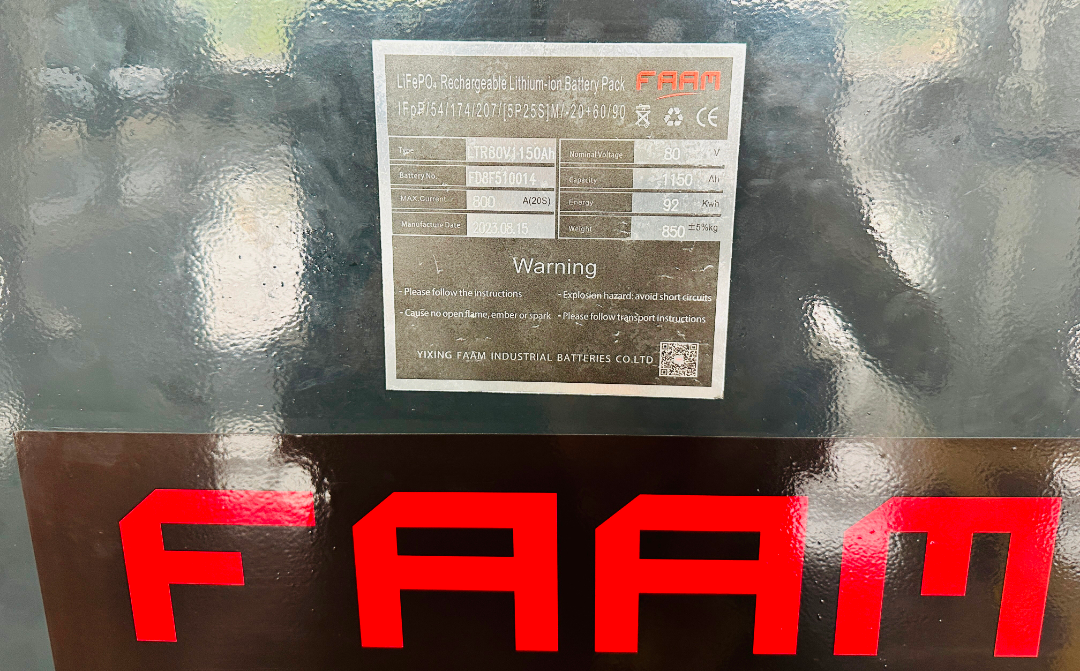 LiFePO₄ Rechargeable Lithium-ion Battery Pack FAAM
IFpP/54/174/207/[5P25S]M/-20+60/90 CE
Type LTR80V1150Ah Nominal Voltage 80 V
Battery No. FD8F510014 Capacity 1150 Ah
MAX.Current 800 A(20S) Energy 92 Kwh
Manufacture Date 2023.08.15 Weight 850 ±5%kg
Warning
- Please follow the instructions - Explosion hazard: avoid short circuits
- Cause no open flame, ember or spark - Please follow transport instructions
YIXING FAAM INDUSTRIAL BATTERIES CO.LTD
FAAM